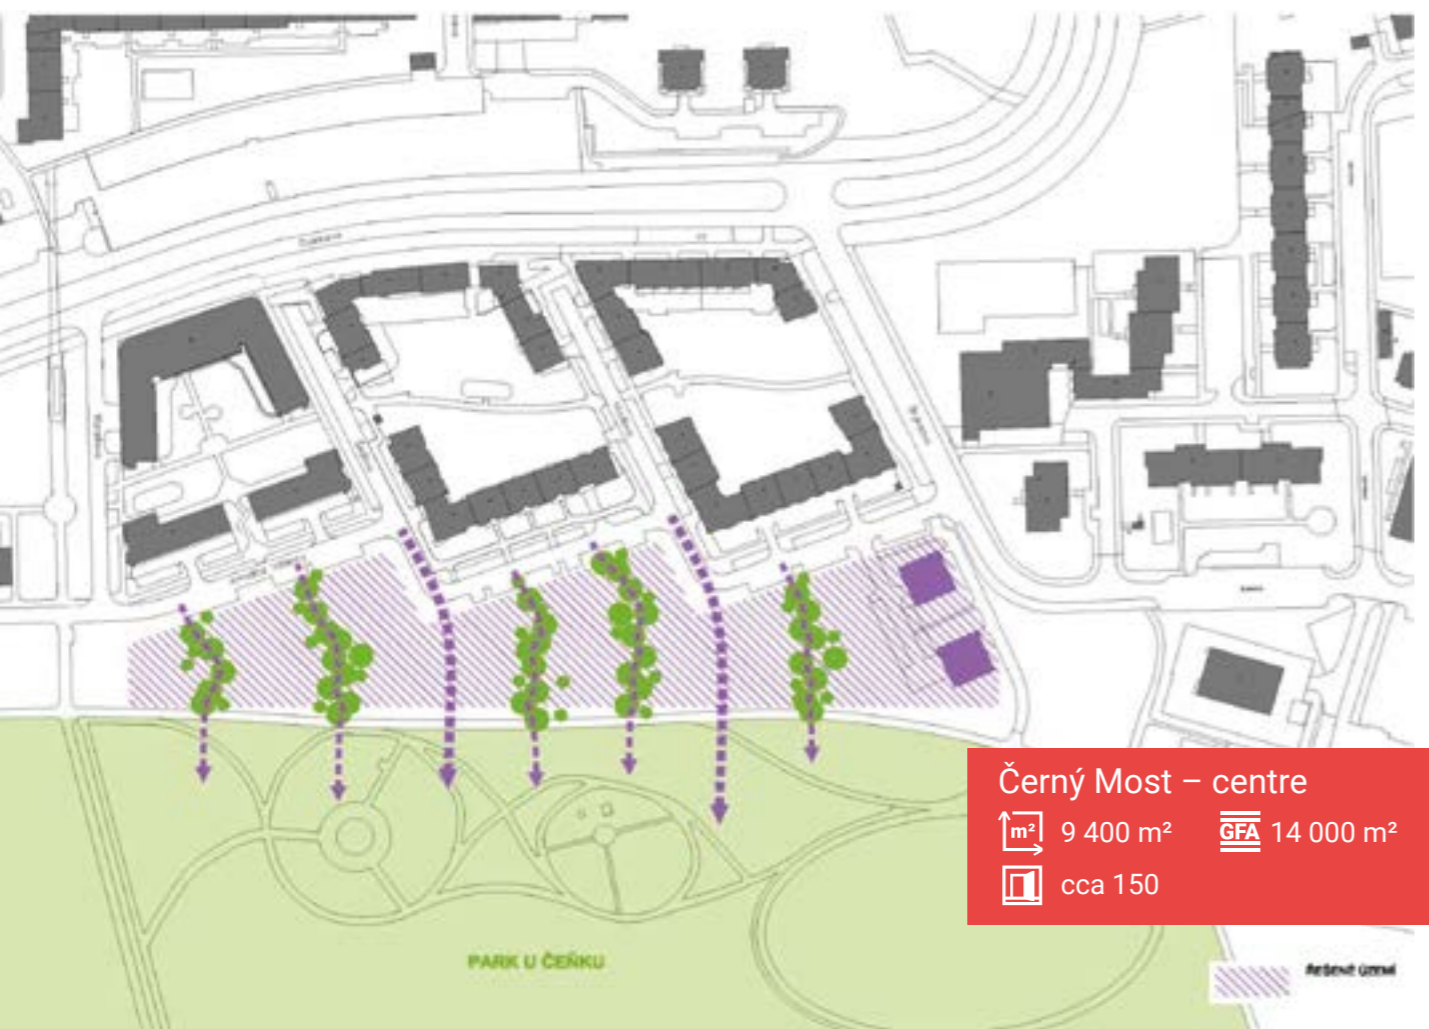 Černý Most – centre
m² 9 400 m² GFA 14 000 m²
cca 150
PARK U ČEŇKU
ŘEŠENÉ ÚZEMÍ